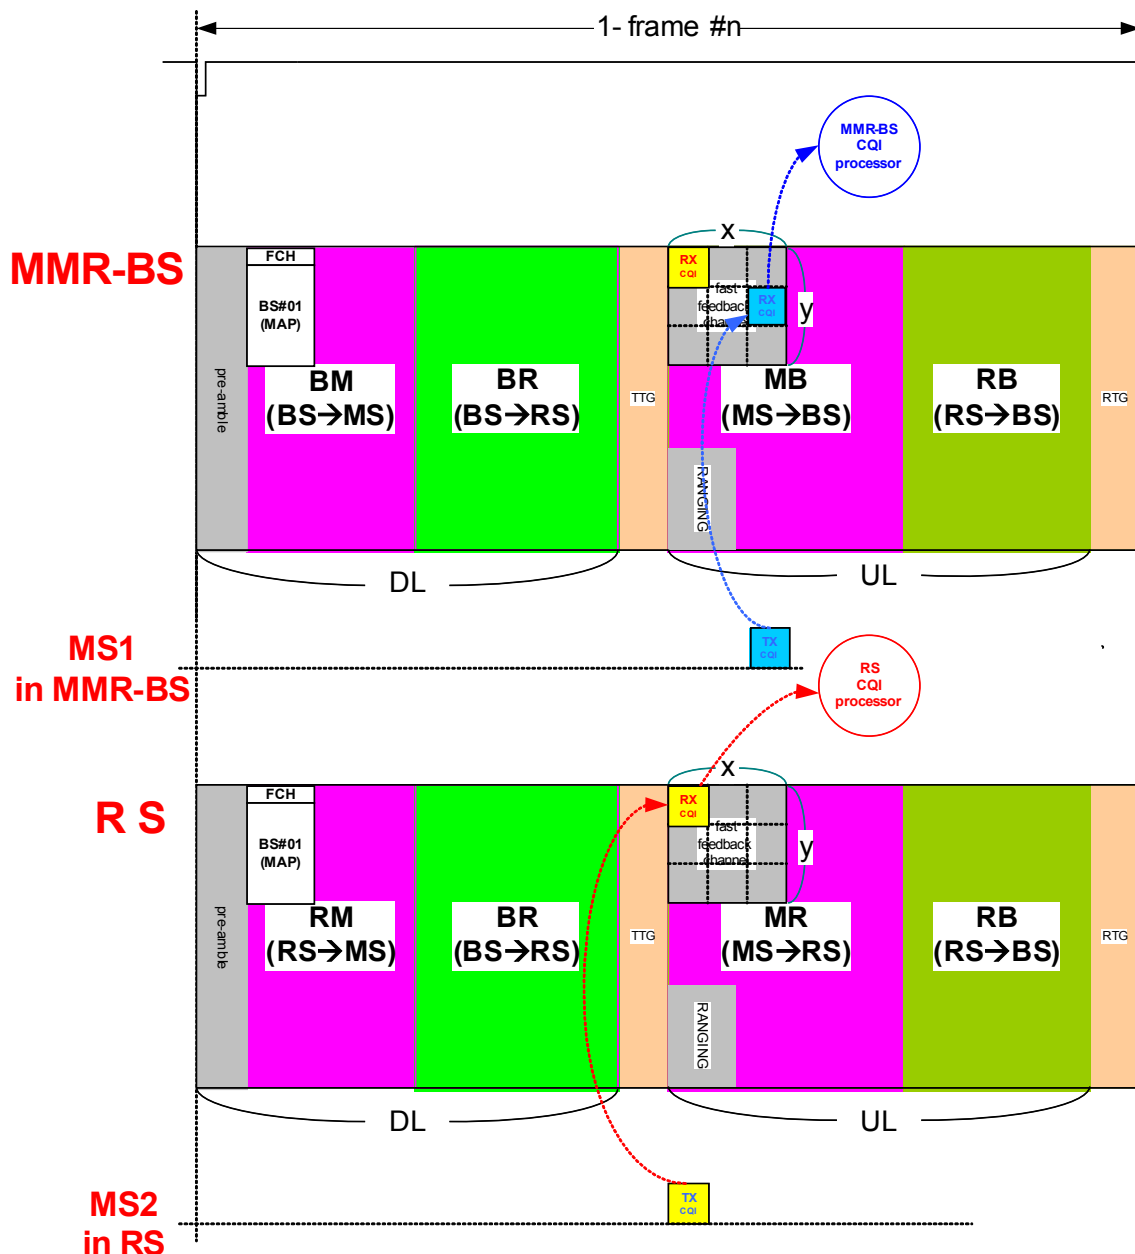 1- frame #n
MMR-BS
CQI
processor
x
MMR-BS
FCH
BS#01
(MAP)
pre-amble
BM
(BS→MS)
BR
(BS→RS)
TTG
RX
CQI
fast
feedback
channel
RX
CQI
y
MB
(MS→BS)
RANGING
RB
(RS→BS)
RTG
DL
UL
MS1
in MMR-BS
TX
CQI
RS
CQI
processor
x
R S
FCH
BS#01
(MAP)
pre-amble
RM
(RS→MS)
BR
(BS→RS)
TTG
RX
CQI
fast
feedback
channel
y
MR
(MS→RS)
RANGING
RB
(RS→BS)
RTG
DL
UL
MS2
in RS
TX
CQI